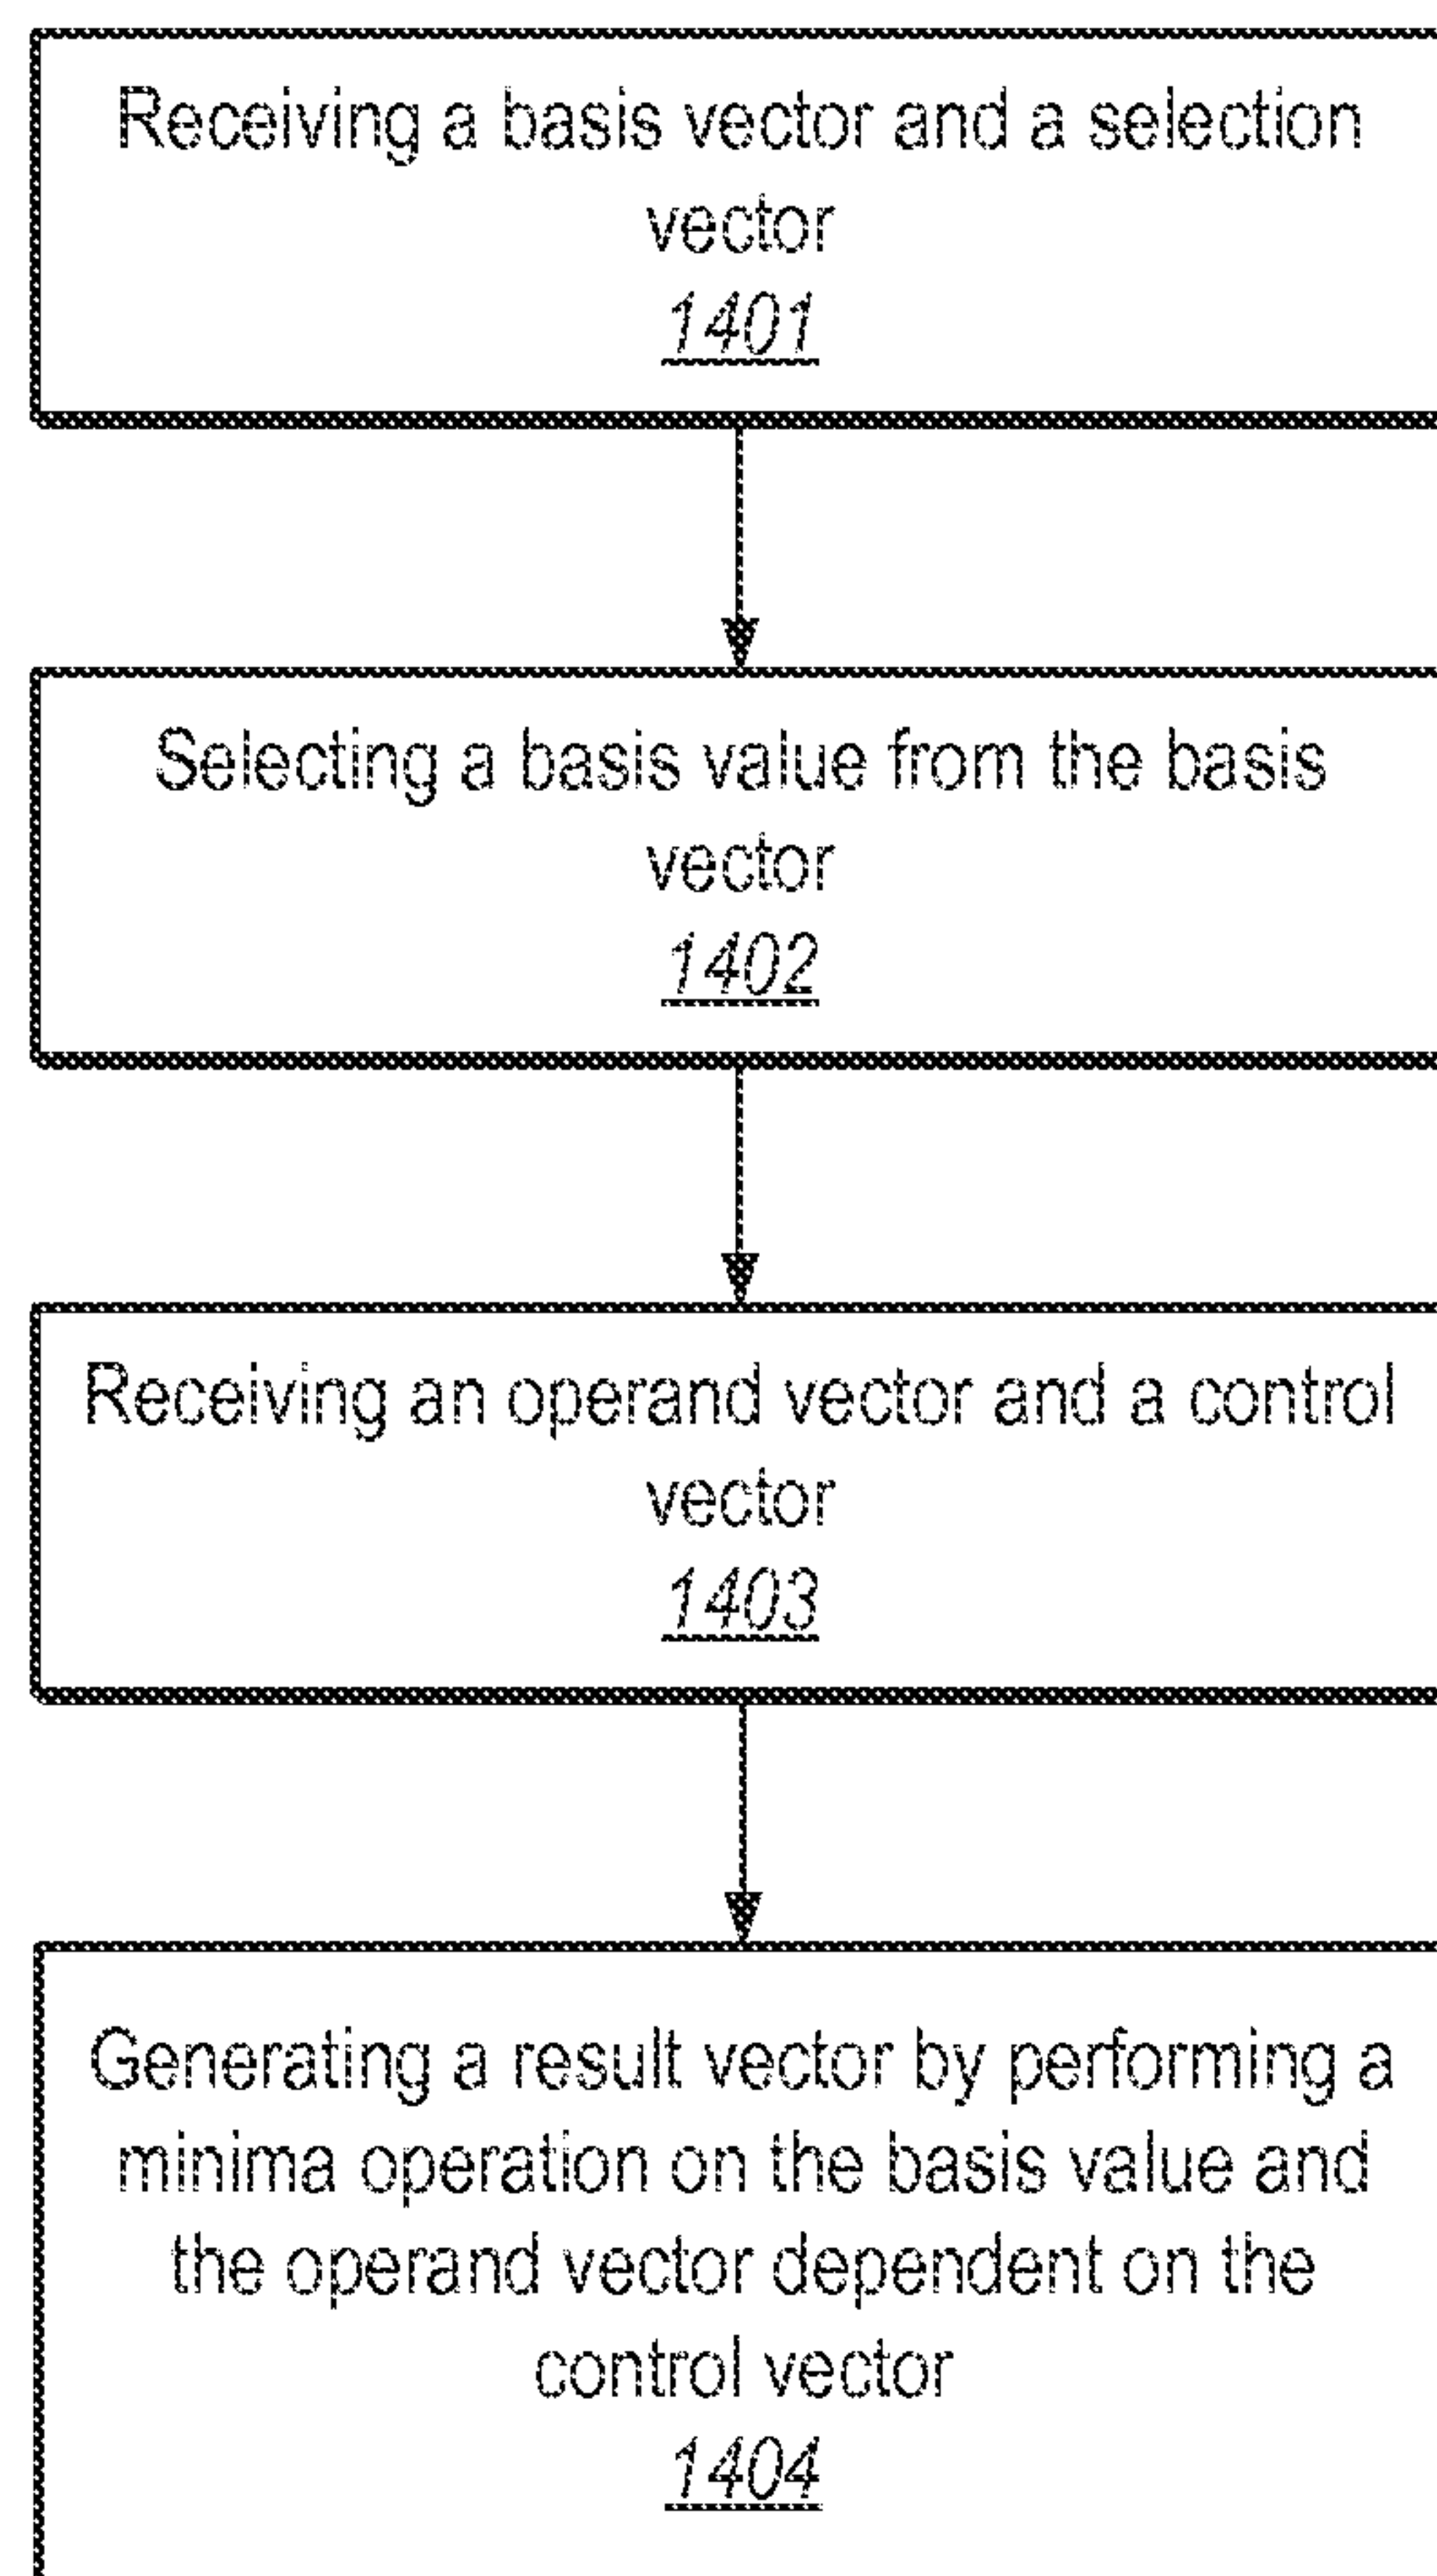 Receiving a basis vector and a selection
vector
1401
Selecting a basis value from the basis
vector
1402
Receiving an operand vector and a control
vector
1403
Generating a result vector by performing a
minima operation on the basis value and
the operand vector dependent on the
control vector
1404